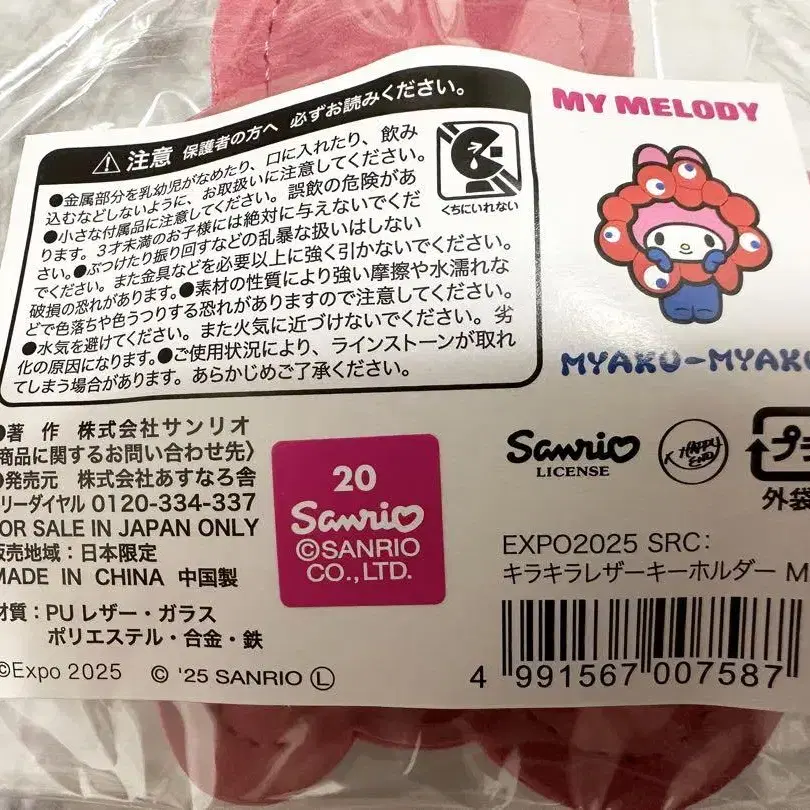 注意 保護者の方へ 必ずお読みください。
●金属部分を乳幼児がなめたり、口に入れたり、飲み
込むなどしないように、お取扱いに注意してください。
●小さな付属品に注意してください。誤飲の危険があ
ります。3才未満のお子様には絶対に与えないでくだ
さい。●ぶつけたり振り回すなどの乱暴な扱いはしない
でください。また金具などを必要以上に強く引かないでください。
破損の恐れがあります。●素材の性質により強い摩擦や水濡れな
どで色落ちや色うつりする恐れがありますので注意してください。
●水気を避けてください。また火気に近づけないでください。劣
化の原因になります。●ご使用状況により、ラインストーンが取れ
てしまう場合があります。あらかじめご了承ください。
くちにいれない
MY MELODY
MYAKU-MYAKU
●著 作 株式会社サンリオ
商品に関するお問い合わせ先〉
●発売元 株式会社あすなろ舎
リーダイヤル 0120-334-337
FOR SALE IN JAPAN ONLY
販売地域：日本限定
MADE IN CHINA 中国製
材質：PU レザー・ガラス
ポリエステル・合金・鉄
©Expo 2025 © '25 SANRIO Ⓛ
20
Sanrio
©SANRIO
CO.,LTD.
Sanrio
LICENSE
HAPPY
END
プラ
外袋
EXPO2025 SRC:
キラキラレザーキーホルダー M
4 991567 007587